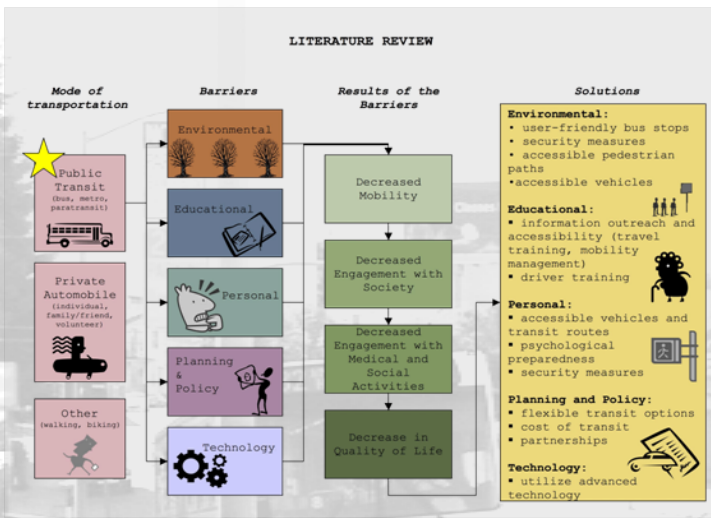 LITERATURE REVIEW
Mode of
transportation
Barriers
Results of the
Barriers
Solutions
Public
Transit
(bus, metro,
paratransit)
Private
Automobile
(individual,
family/friend,
volunteer)
Other
(walking, biking)
Environmental
Educational
Personal
Planning
&
Policy
Technology
Decreased
Mobility
Decreased
Engagement with
Society
Decreased
Engagement with
Medical and
Social
Activities
Decrease in
Quality of Life
Environmental:
▪ user-friendly bus stops
▪ security measures
▪ accessible pedestrian
paths
▪accessible vehicles
Educational:
▪ information outreach and
accessibility (travel
training, mobility
management)
▪ driver training
Personal:
▪ accessible vehicles and
transit routes
▪ psychological
preparedness
▪ security measures
Planning and Policy:
▪ flexible transit options
▪ cost of transit
▪ partnerships
Technology:
▪ utilize advanced
technology